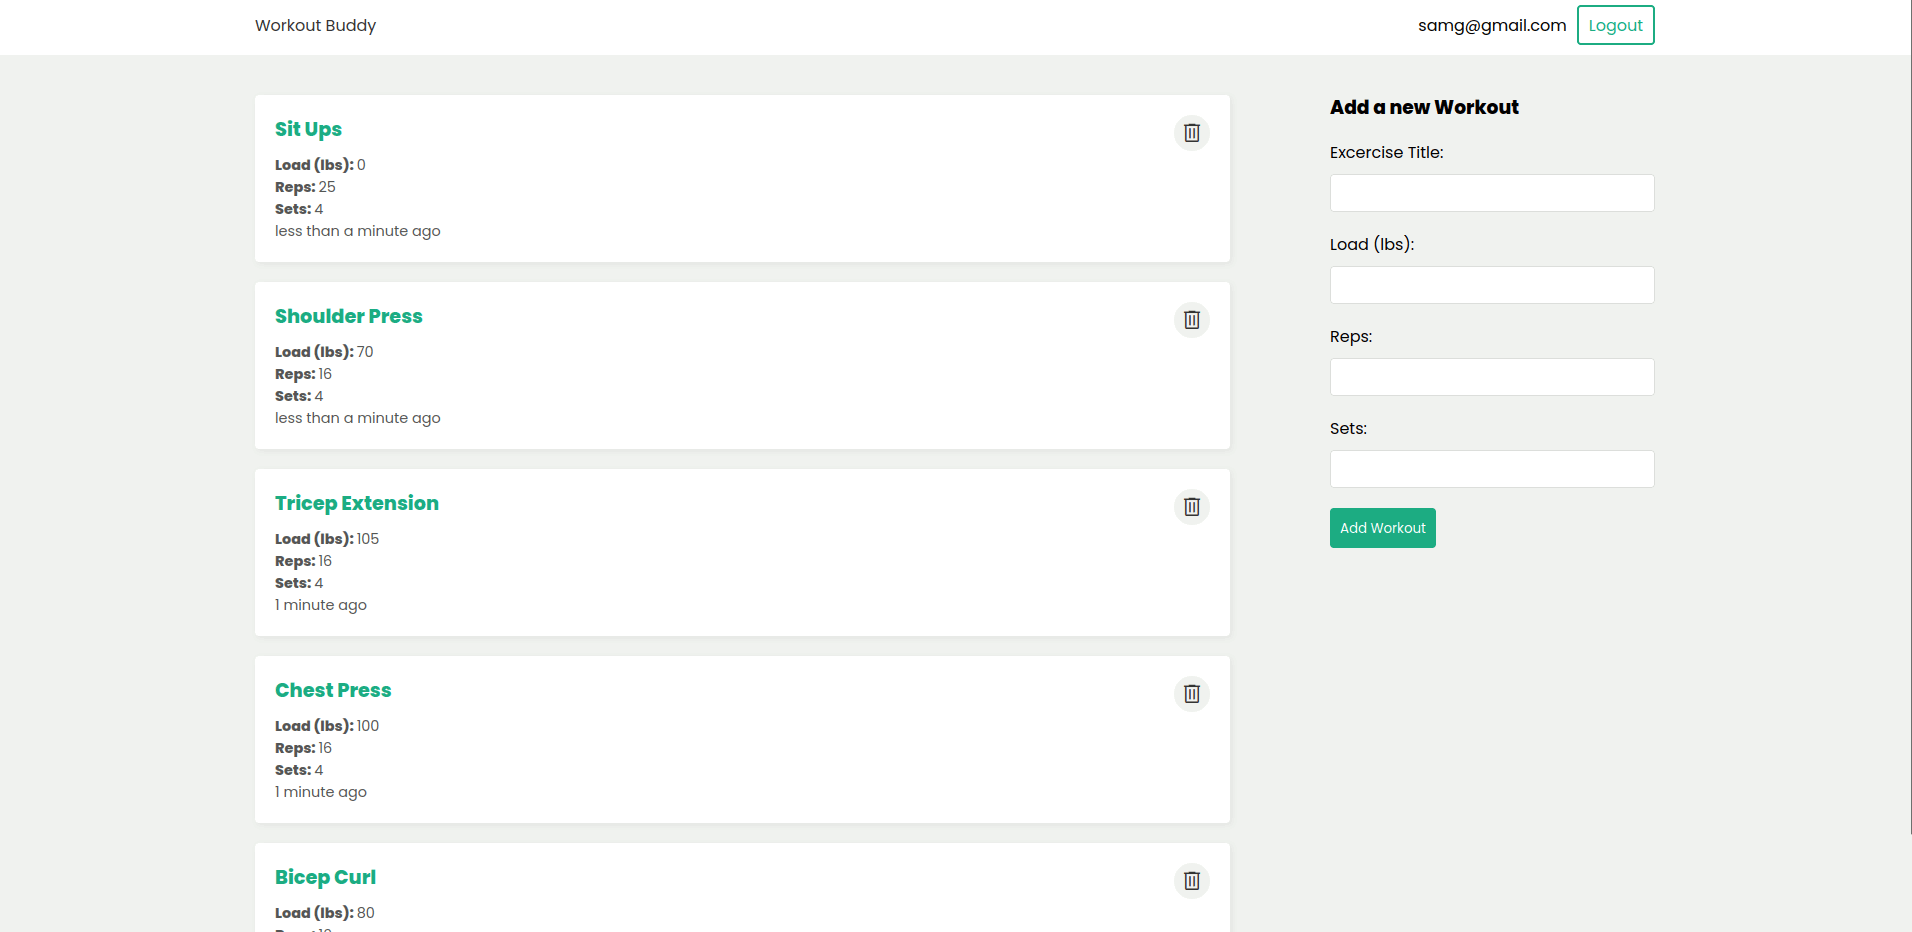 Workout Buddy
samg@gmail.com
Logout
Sit Ups
Load (lbs): 0
Reps: 25
Sets: 4
less than a minute ago
Shoulder Press
Load (lbs): 70
Reps: 16
Sets: 4
less than a minute ago
Tricep Extension
Load (lbs): 105
Reps: 16
Sets: 4
1 minute ago
Chest Press
Load (lbs): 100
Reps: 16
Sets: 4
1 minute ago
Bicep Curl
Load (lbs): 80
Add a new Workout
Excercise Title:
Load (lbs):
Reps:
Sets:
Add Workout